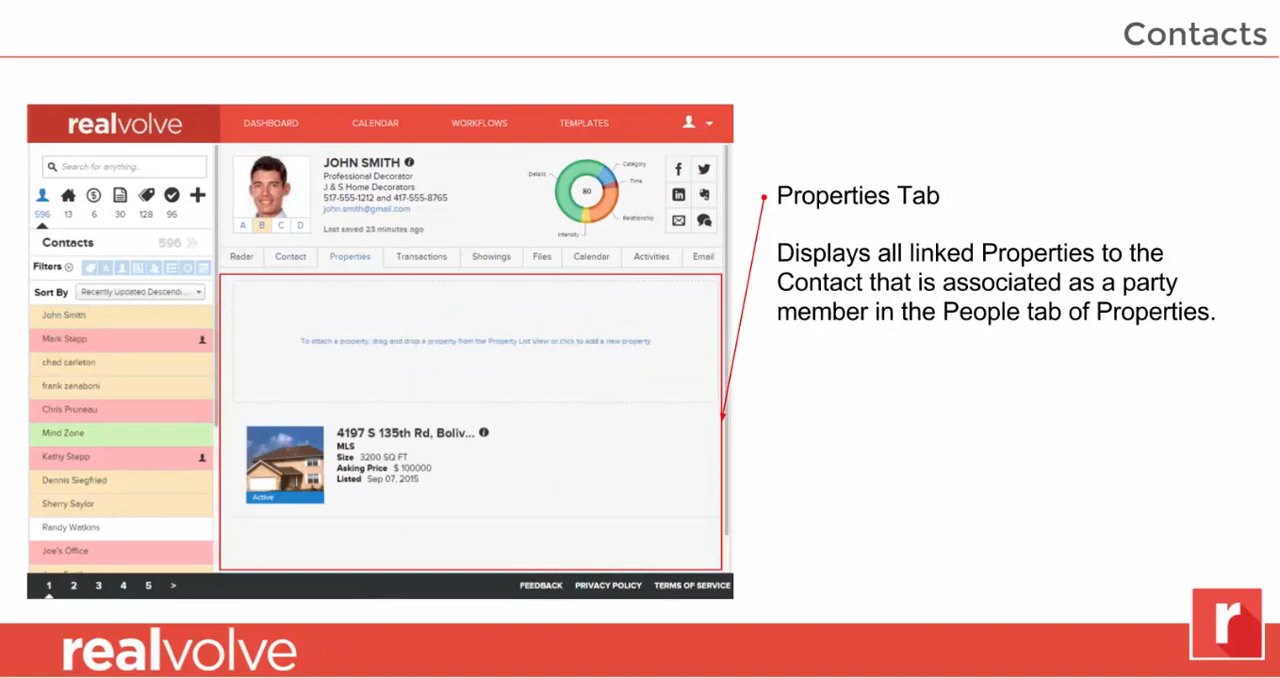 Contacts
realvolve
DASHBOARD
CALENDAR
WORKFLOWS
TEMPLATES
Search for anything...
596
13
6
30
128
96
Contacts
596
Filters
Sort By
Recently Updated Descendi...
John Smith
Mark Stepp
chad carleton
frank zanaboni
Chris Pruneau
Mind Zone
Kathy Stepp
Dennis Siegfried
Sherry Saylor
Randy Watkins
Joe's Office
A B C D
JOHN SMITH
Professional Decorator
J & S Home Decorators
517-555-1212 and 417-555-8765
john.smith@gmail.com
Last saved 23 minutes ago
Details
Category
Time
80
Relationship
Intensity
Radar
Contact
Properties
Transactions
Showings
Files
Calendar
Activities
Email
To attach a property, drag and drop a property from the Property List View or click to add a new property
4197 S 135th Rd, Boliv...
MLS
Size 3200 SQ FT
Asking Price $ 100000
Listed Sep 07, 2015
Active
1 2 3 4 5 >
FEEDBACK
PRIVACY POLICY
TERMS OF SERVICE
Properties Tab
Displays all linked Properties to the
Contact that is associated as a party
member in the People tab of Properties.
realvolve
r